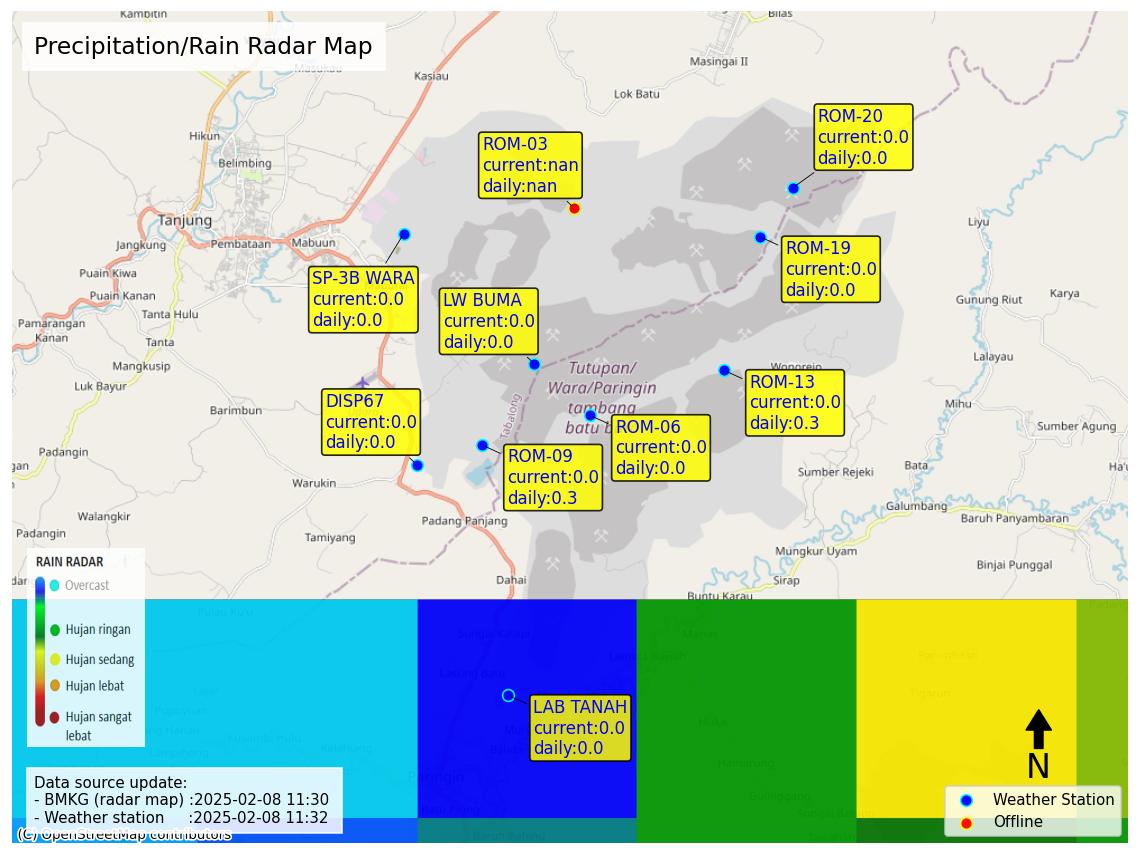 Kambitin
Bilas
Precipitation/Rain Radar Map
Masukau
Masingai II
Kasiau
Lok Batu
ROM-20
current:0.0
daily:0.0
ROM-03
current:nan
daily:nan
Hikun
Belimbing
Tanjung
Liyu
Jangkung
Pembataan
Mabuun
ROM-19
current:0.0
daily:0.0
Puain Kiwa
SP-3B WARA
current:0.0
daily:0.0
Puain Kanan
LW BUMA
current:0.0
daily:0.0
Gunung Riut
Karya
Tanta Hulu
Pamarangan
Kanan
Tanta
Lalayau
Mangkusip
Tutupan/
Wara/Paringin
tambang
batu b
Wonorejo
Luk Bayur
ROM-13
current:0.0
daily:0.3
DISP67
current:0.0
daily:0.0
Tabalong
Barimbun
Mihu
ROM-06
current:0.0
daily:0.0
Sumber Agung
Padangin
gan
ROM-09
current:0.0
daily:0.3
Bata
Ha'u
Sumber Rejeki
Warukin
Galumbang
Walangkir
Padang Panjang
Baruh Panyambaran
Padangin
Tamiyang
Mungkur Uyam
Binjai Punggal
RAIN RADAR
Dahai
Sirap
Overcast
Buntu Karau
Hujan ringan
Hujan sedang
Hujan lebat
Hujan sangat
lebat
LAB TANAH
current:0.0
daily:0.0
Paringin
N
Data source update:
- BMKG (radar map) :2025-02-08 11:30
- Weather station :2025-02-08 11:32
Weather Station
Offline
(C) OpenStreetMap contributors